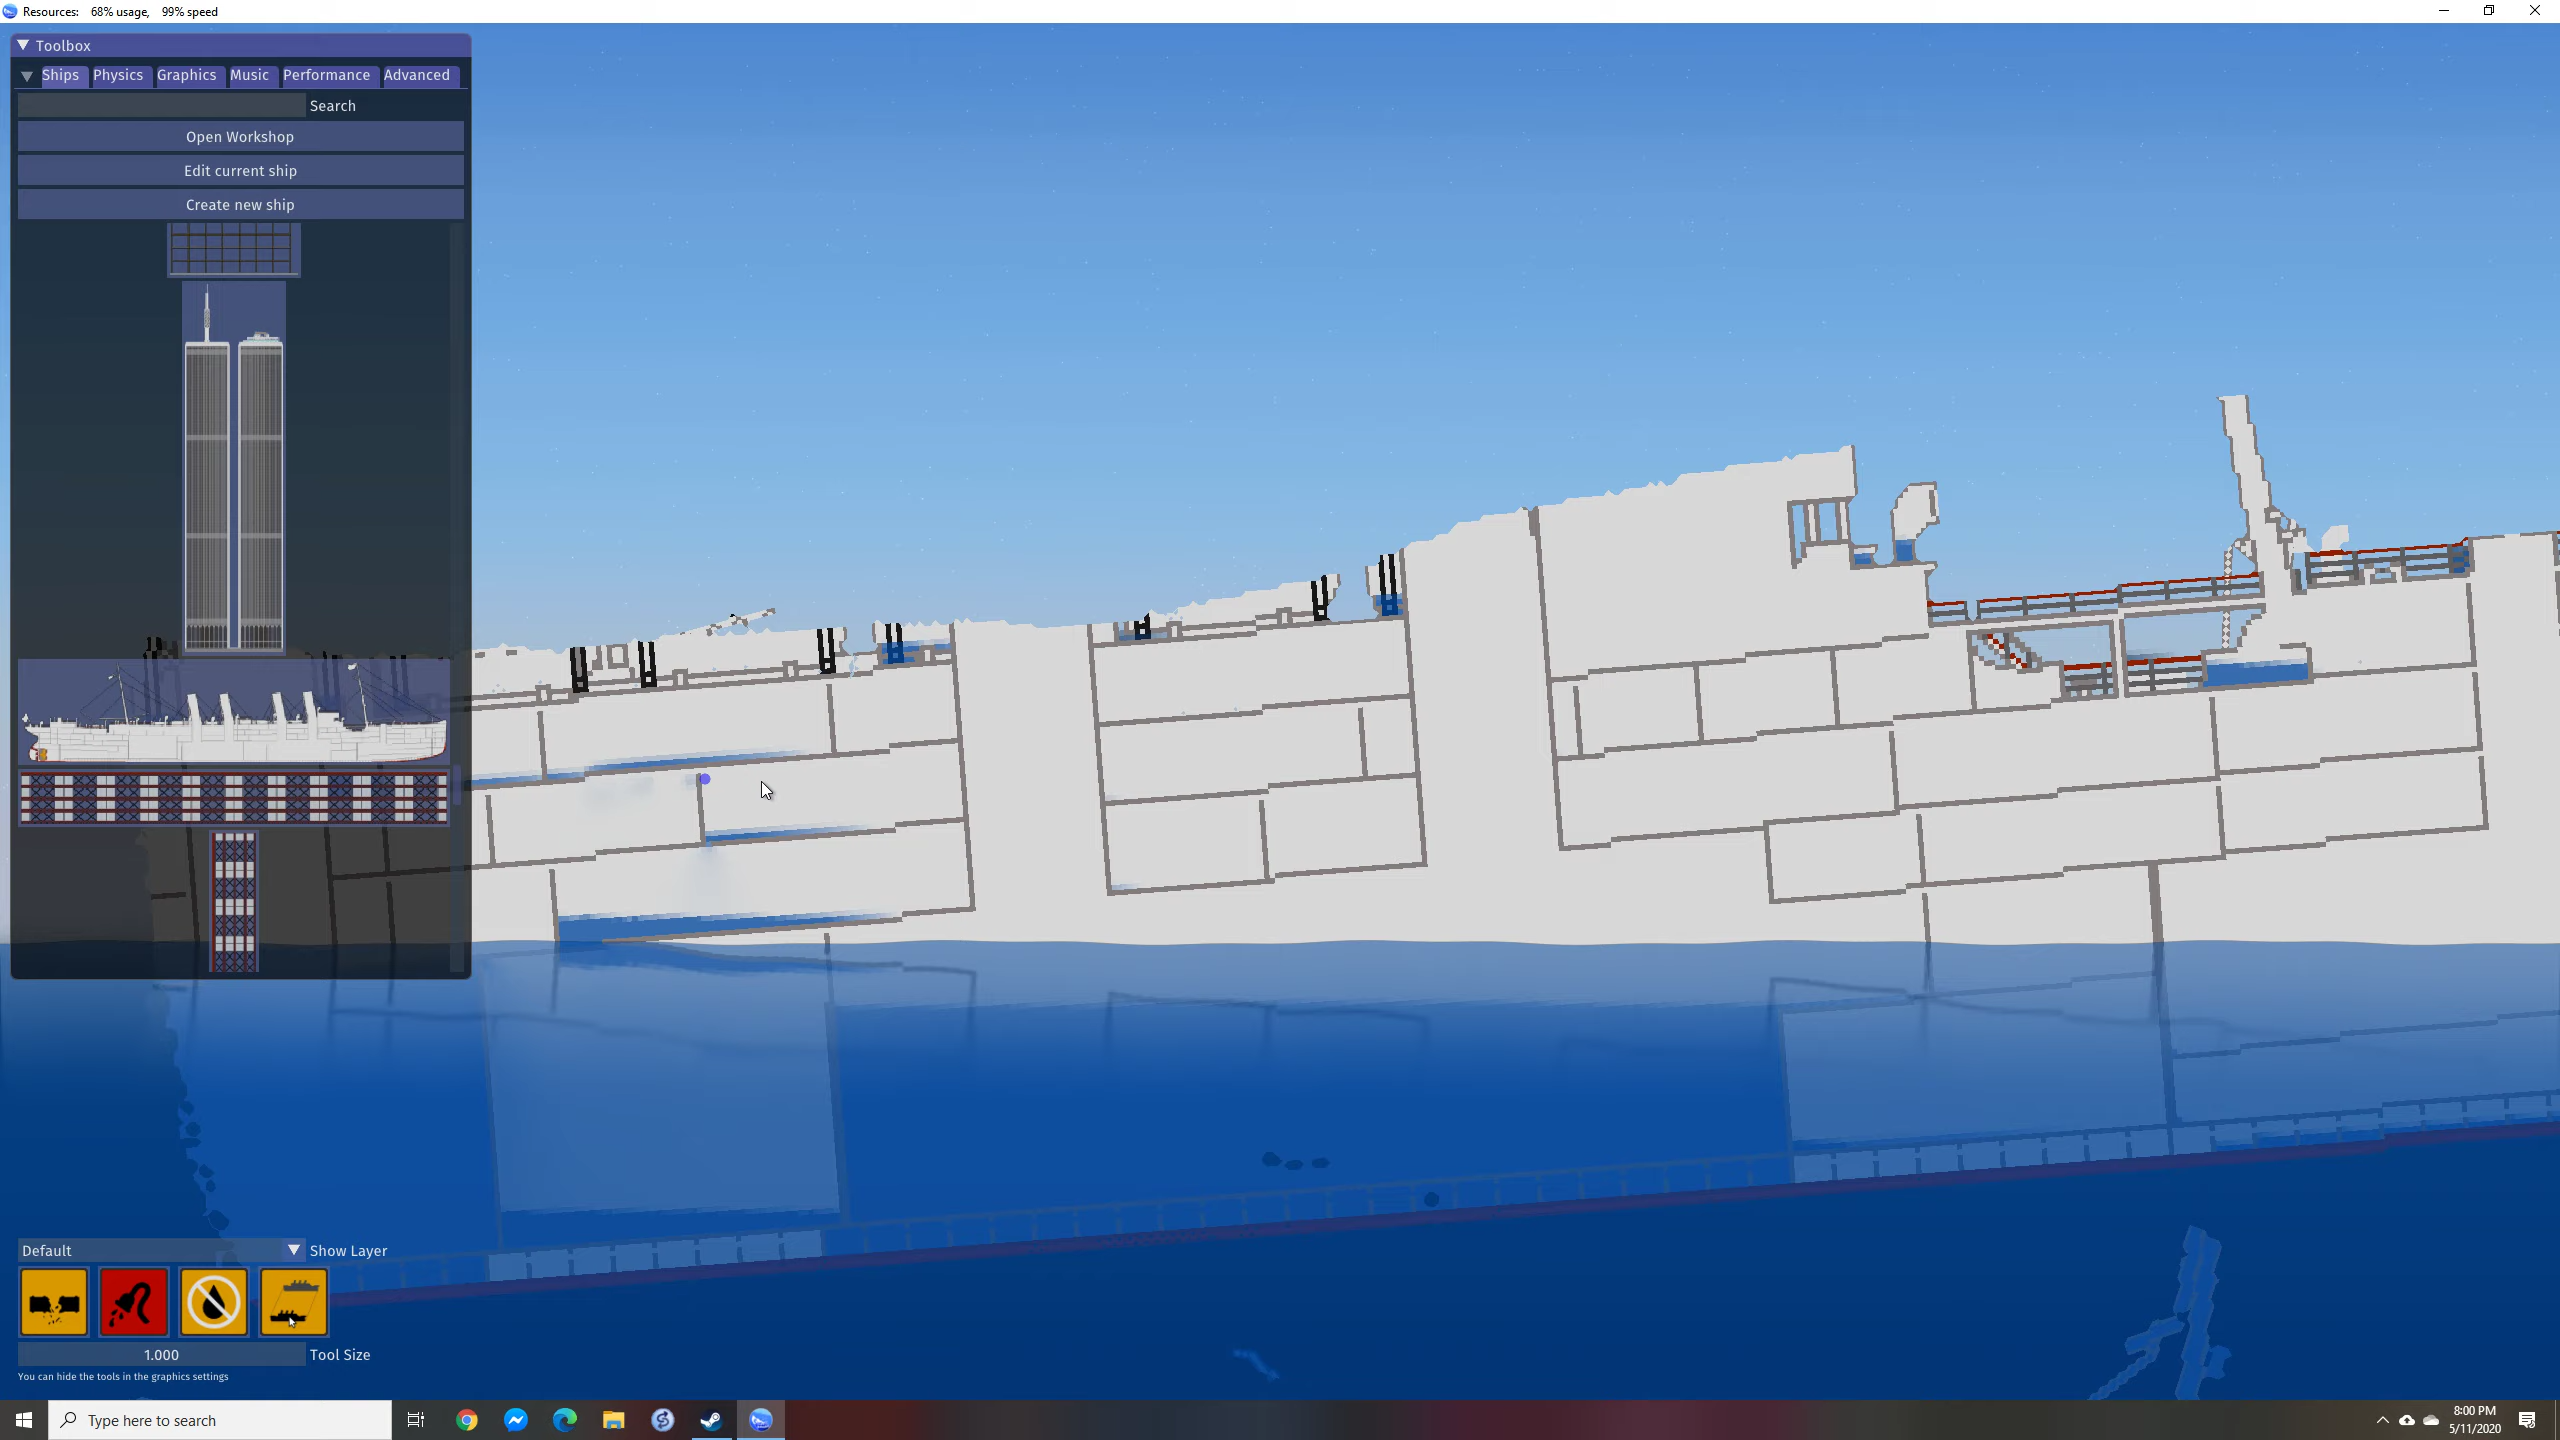 Resources: 68% usage, 99% speed
Toolbox
Ships Physics Graphics Music Performance Advanced
Search
Open Workshop
Edit current ship
Create new ship
Default Show Layer
1.000 Tool Size
You can hide the tools in the graphics settings
Type here to search
8:00 PM
5/11/2020